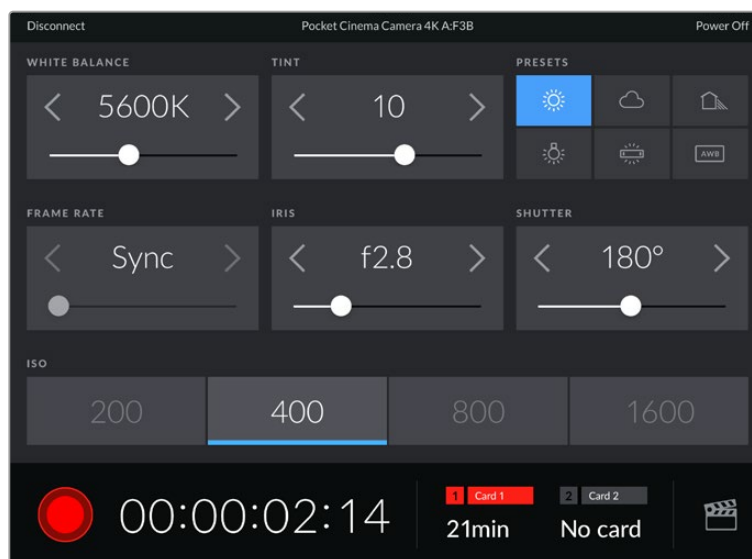 Disconnect Pocket Cinema Camera 4K A:F3B Power Off
WHITE BALANCE TINT PRESETS
5600K 10
AWB
FRAME RATE IRIS SHUTTER
Sync f2.8 180°
ISO
200 400 800 1600
00:00:02:14
1 Card 1 2 Card 2
21min No card